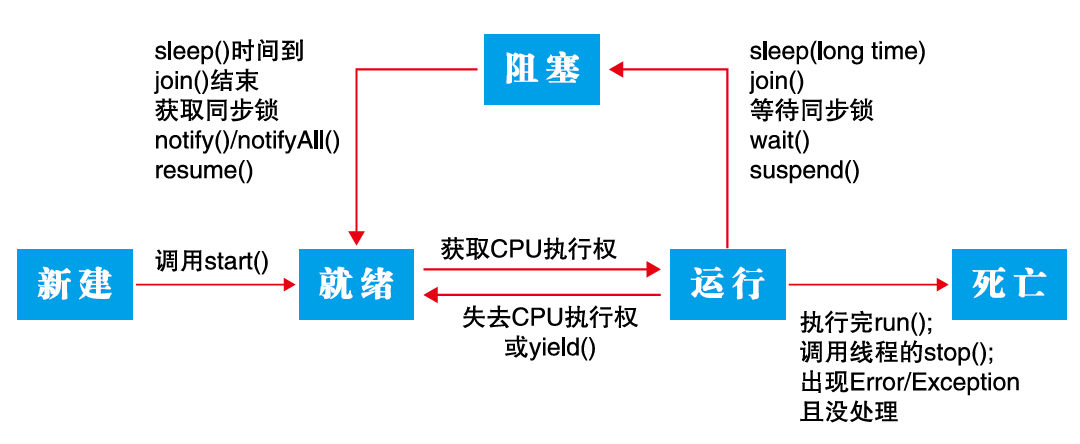 sleep()时间到
join()结束
获取同步锁
notify()/notifyAll()
resume()
阻塞
sleep(long time)
join()
等待同步锁
wait()
suspend()
新建
调用start()
就绪
获取CPU执行权
失去CPU执行权
或yield()
运行
死亡
执行完run();
调用线程的stop();
出现Error/Exception
且没处理